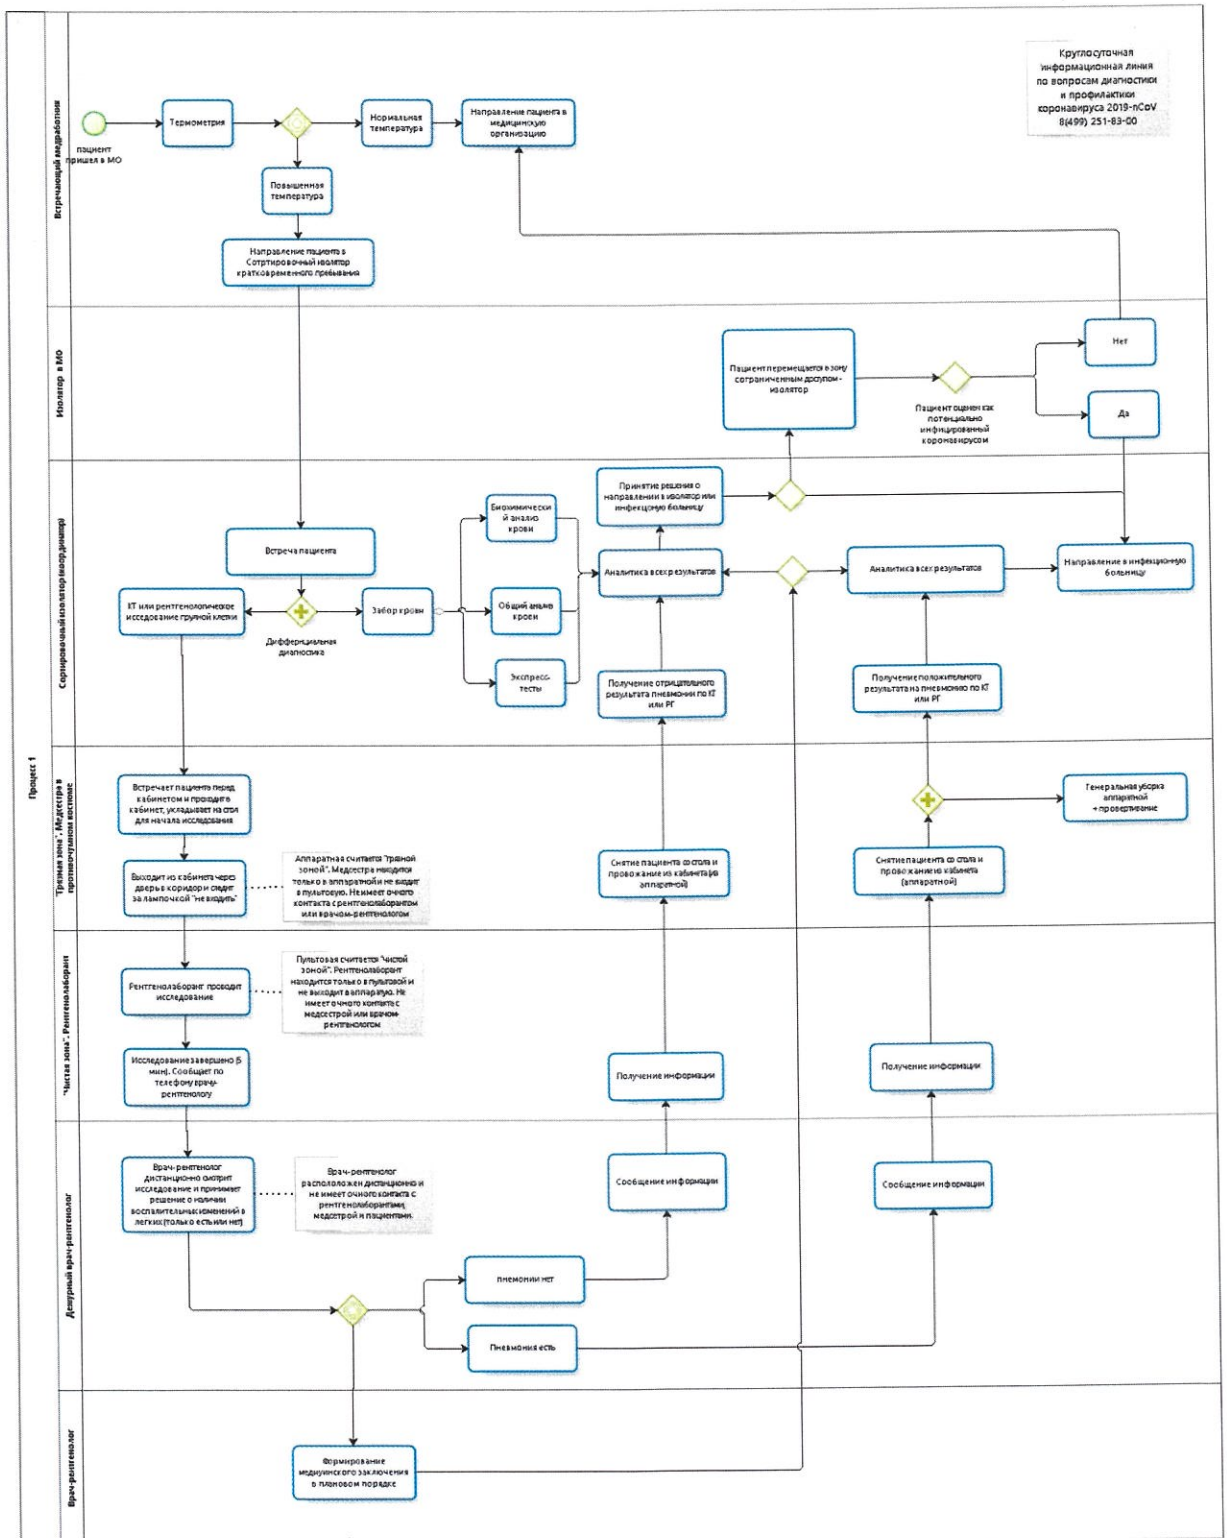 Процесс 1
Встречающий медработник
пациент
пришел в МО
Термометрия
Нормальная
температура
Направление пациента в
медицинскую
организацию
Повышенная
температура
Направление пациента в
Сотртировочный изолятор
кратковременного пребывания
Круглосуточная
информационная линия
по вопросам диагностики
и профилактики
коронавируса 2019-nCoV
8(499) 251-83-00
Изолятор в МО
Пациент перемещается в зону
с ограниченным доступом -
изолятор
Пациент оценен как
потенциально
инфицированный
коронавирусом
Нет
Да
Сортировочный изолятор (координатор)
Встреча пациента
КТ или рентгенологическое
исседование грудной клетки
Дифференциальная
диагностика
Забор крови
Биохимически
й анализ
крови
Общий анализ
крови
Экспресс-
тесты
Принятие решения о
направлении в изолятор или
инфекционую больницу
Аналитика всех результатов
Получение отрицательного
результата пневмонии по КТ
или РГ
Аналитика всех результатов
Получение положительного
результата на пневмонию по КТ
или РГ
Направление в инфекционную
больницу
"Грязная зона". Медсестра в
противочумном костюме
Встречает пациента перед
кабинетом и проходит в
кабинет, укладывает на стол
для начала исследования
Выходит из кабинета через
дверь в коридор и следит
за лампочкой "не входить"
Аппаратная считается "грязной
зоной". Медсестра находится
только в аппаратной и не входит
в пультовую. Не имеет очного
контакта с рентгенолаборантом
или врачом-рентгенологом
Снятие пациента со стола и
провожание из кабинета (из
аппаратной)
Снятие пациента со стола и
провожание из кабинета
(аппаратной)
Генеральная уборка
аппаратной
+ проветривание
"Чистая зона". Рентгенолаборант
Рентгенолаборант проводит
исследование
Пультовая считается "чистой
зоной". Рентгенолаборант
находится только в пультовой и
не выходит в аппаратую. Не
имеет очного контакта с
медсестрой или врачом-
рентгенологом
Исследование завершено (5
мин). Сообщает по
телефону врачу-
рентгенологу
Получение информации
Получение информации
Дежурный врач-рентгенолог
Врач-рентгенолог
дистанционно смотрит
исследование и принимает
решение о наличии
воспалительных изменений в
легких (только есть или нет)
Врач-рентгенолог
расположен дистанционно и
не имеет очного контакта с
рентгенолаборантами,
медсестрой и пациентами.
Сообщение информации
Сообщение информации
пнемонии нет
Пневмония есть
Врач-рентгенолог
Формирование
медицинского заключения
в плановом порядке